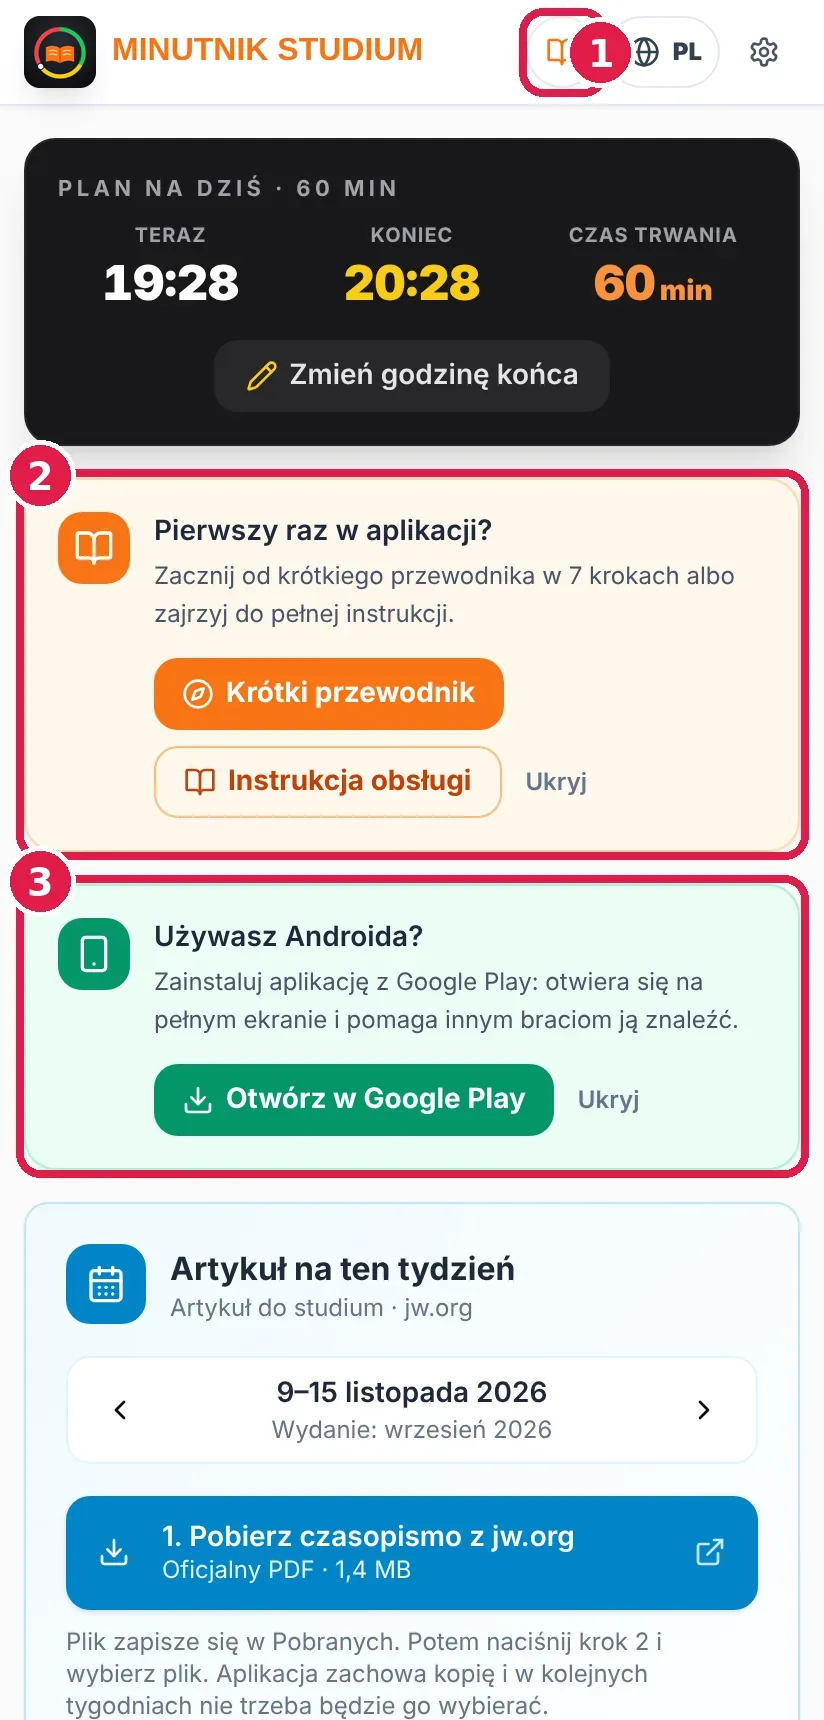 MINUTNIK STUDIUM
1
PL
PLAN NA DZIŚ · 60 MIN
TERAZ
KONIEC
CZAS TRWANIA
19:28
20:28
60 min
Zmień godzinę końca
2
Pierwszy raz w aplikacji?
Zacznij od krótkiego przewodnika w 7 krokach albo
zajrzyj do pełnej instrukcji.
Krótki przewodnik
Instrukcja obsługi
Ukryj
3
Używasz Androida?
Zainstaluj aplikację z Google Play: otwiera się na
pełnym ekranie i pomaga innym braciom ją znaleźć.
Otwórz w Google Play
Ukryj
Artykuł na ten tydzień
Artykuł do studium · jw.org
9–15 listopada 2026
Wydanie: wrzesień 2026
1. Pobierz czasopismo z jw.org
Oficjalny PDF · 1,4 MB
Plik zapisze się w Pobranych. Potem naciśnij krok 2 i
wybierz plik. Aplikacja zachowa kopię i w kolejnych
tygodniach nie trzeba będzie go wybierać.